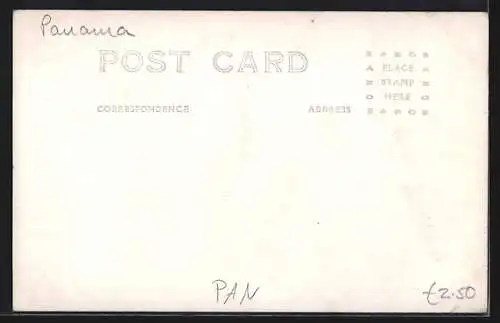 Panama
POST CARD
PLACE
STAMP
HERE
CORRESPONDENCE
ADDRESS
PAN
£2.50